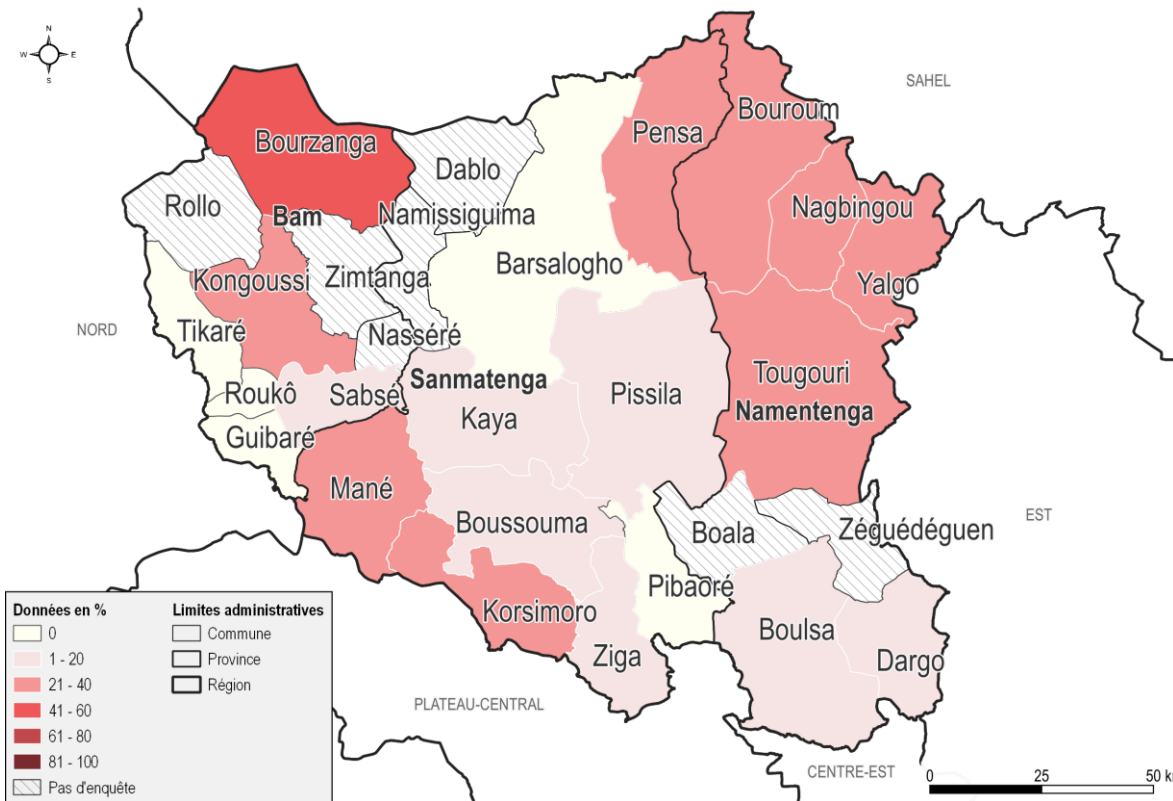 N
W E
S
SAHEL
Bouroum
Pensa
Bourzanga
Dablo
Rollo
Nagbingou
Bam
Namissiguima
Barsalogho
Zimtanga
Kongoussi
Yalgo
NORD
Tikaré
Nasséré
Tougouri
Sanmatenga
Pissila
Roukô
Sabsé
Kaya
Namentenga
Guibaré
Mané
EST
Boussouma
Boala
Zéguédéguen
Pibaoré
Korsimoro
Boulsa
Ziga
Dargo
PLATEAU-CENTRAL
CENTRE-EST
Données en %
0
1 - 20
21 - 40
41 - 60
61 - 80
81 - 100
Pas d'enquête
Limites administratives
Commune
Province
Région
0 25 50 k